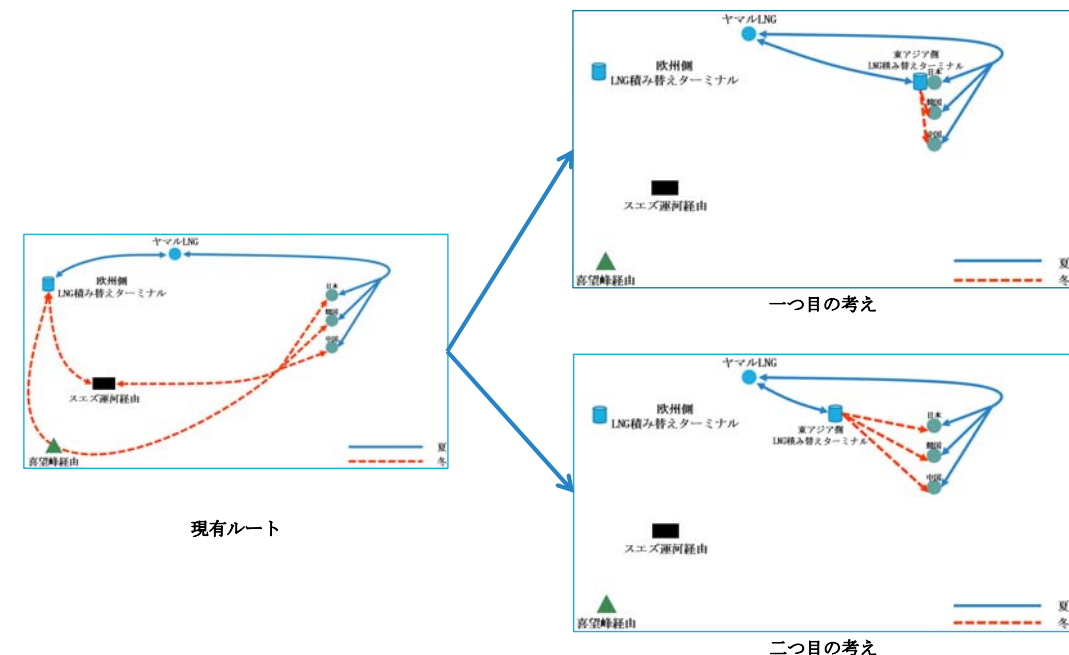 ヤマルLNG
欧州側
LNG積み替えターミナル
日本
韓国
中国
スエズ運河経由
喜望峰経由
夏
冬
現有ルート
ヤマルLNG
欧州側
LNG積み替えターミナル
東アジア側
LNG積み替えターミナル
日本
韓国
中国
スエズ運河経由
喜望峰経由
夏
冬
一つ目の考え
ヤマルLNG
欧州側
LNG積み替えターミナル
東アジア側
LNG積み替えターミナル
日本
韓国
中国
スエズ運河経由
喜望峰経由
夏
冬
二つ目の考え